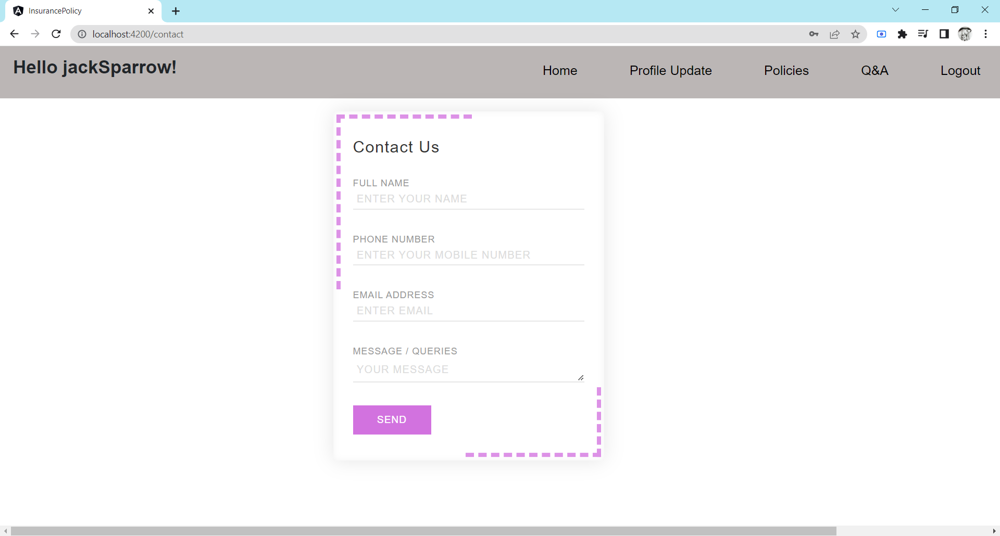 InsurancePolicy
localhost:4200/contact
Hello jackSparrow!
Home Profile Update Policies Q&A Logout
Contact Us
FULL NAME
ENTER YOUR NAME
PHONE NUMBER
ENTER YOUR MOBILE NUMBER
EMAIL ADDRESS
ENTER EMAIL
MESSAGE / QUERIES
YOUR MESSAGE
SEND